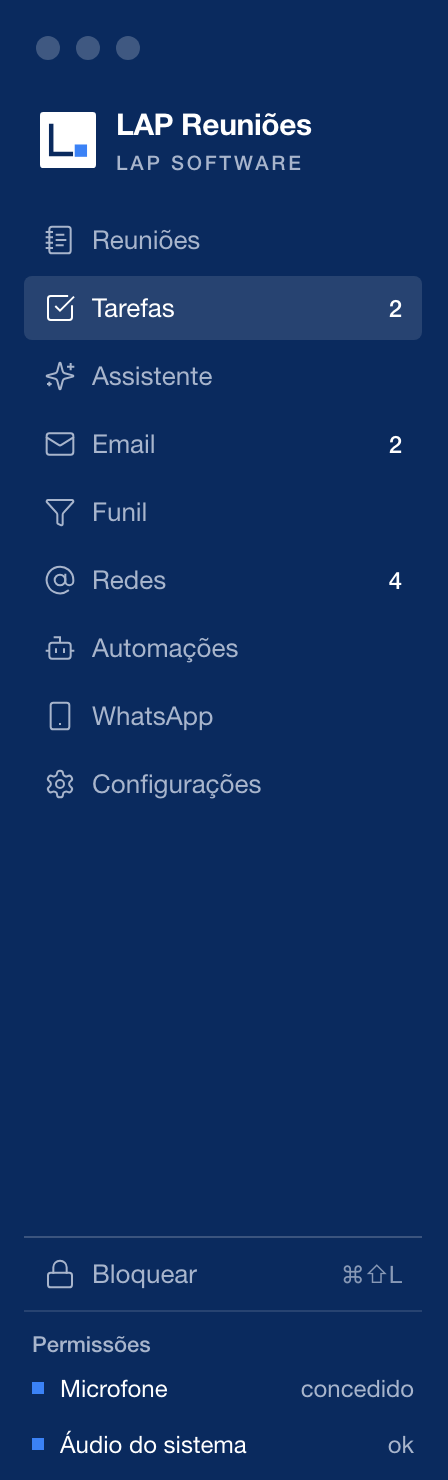 LAP Reuniões
LAP SOFTWARE
Reuniões
Tarefas 2
Assistente
Email 2
Funil
Redes 4
Automações
WhatsApp
Configurações
Bloquear ⌘⇧L
Permissões
Microfone concedido
Áudio do sistema ok